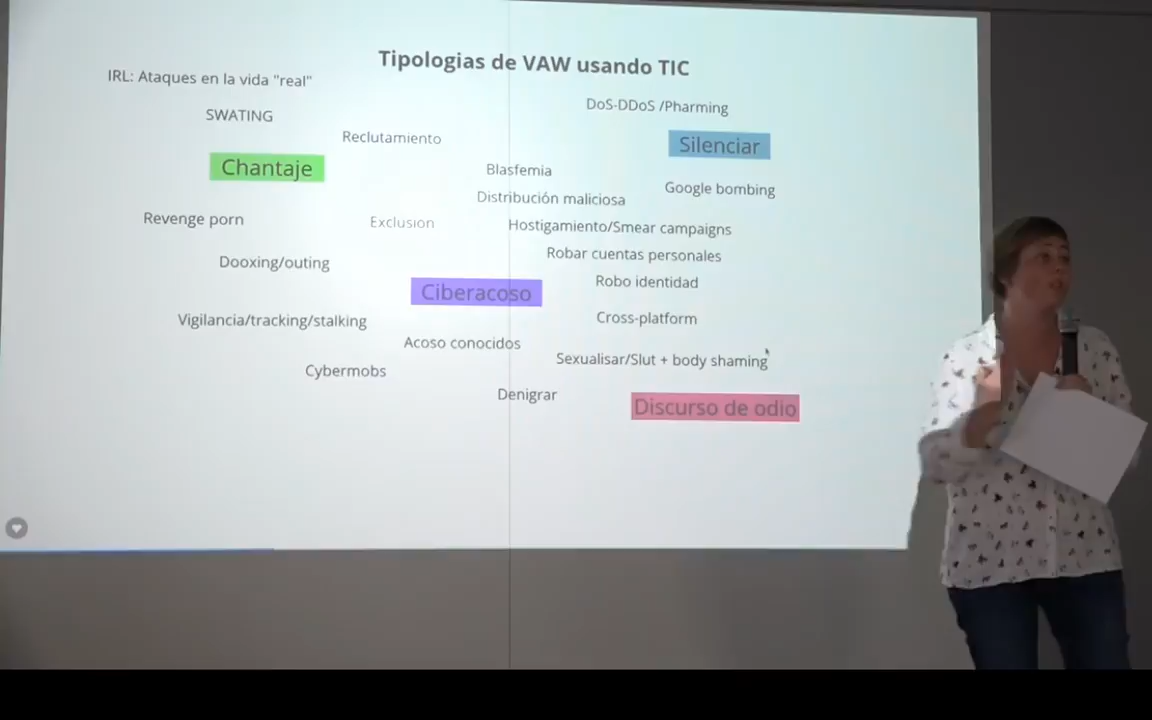 Tipologias de VAW usando TIC
IRL: Ataques en la vida "real"
DoS-DDoS /Pharming
SWATING
Reclutamiento
Silenciar
Chantaje
Blasfemia
Google bombing
Distribución maliciosa
Revenge porn
Exclusion
Hostigamiento/Smear campaigns
Robar cuentas personales
Dooxing/outing
Robo identidad
Ciberacoso
Vigilancia/tracking/stalking
Cross-platform
Acoso conocidos
Sexualisar/Slut + body shaming
Cybermobs
Denigrar
Discurso de odio